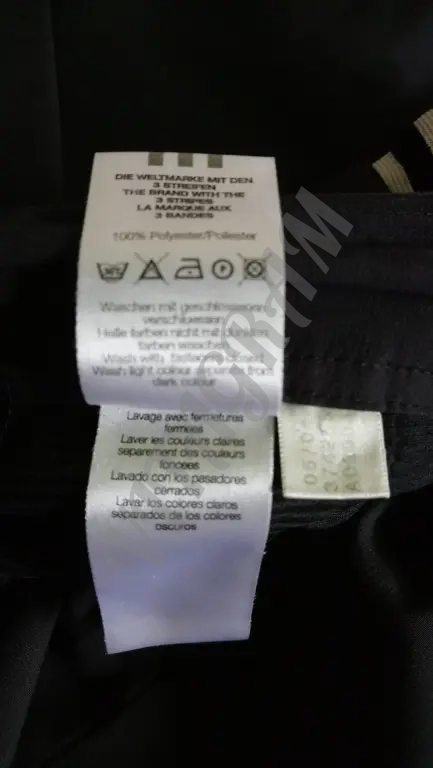 DIE WELTMARKE MIT DEN
3 STREIFEN
THE BRAND WITH THE
3 STRIPES
LA MARQUE AUX
3 BANDES
100% Polyester/Poliester
Waschen mit geschlossenen
verschlüssen
Helle farben nicht mit dunklen
farben waschen
Wash with fastagen closed
Wash light colour separate from
dark colour
Lavage avec fermetures
fermées
Laver les couleurs claires
separement des couleurs
foncées
Lavado con los pasadores
cerrados
Lavar los colores claros
separados de los colores
oscuros